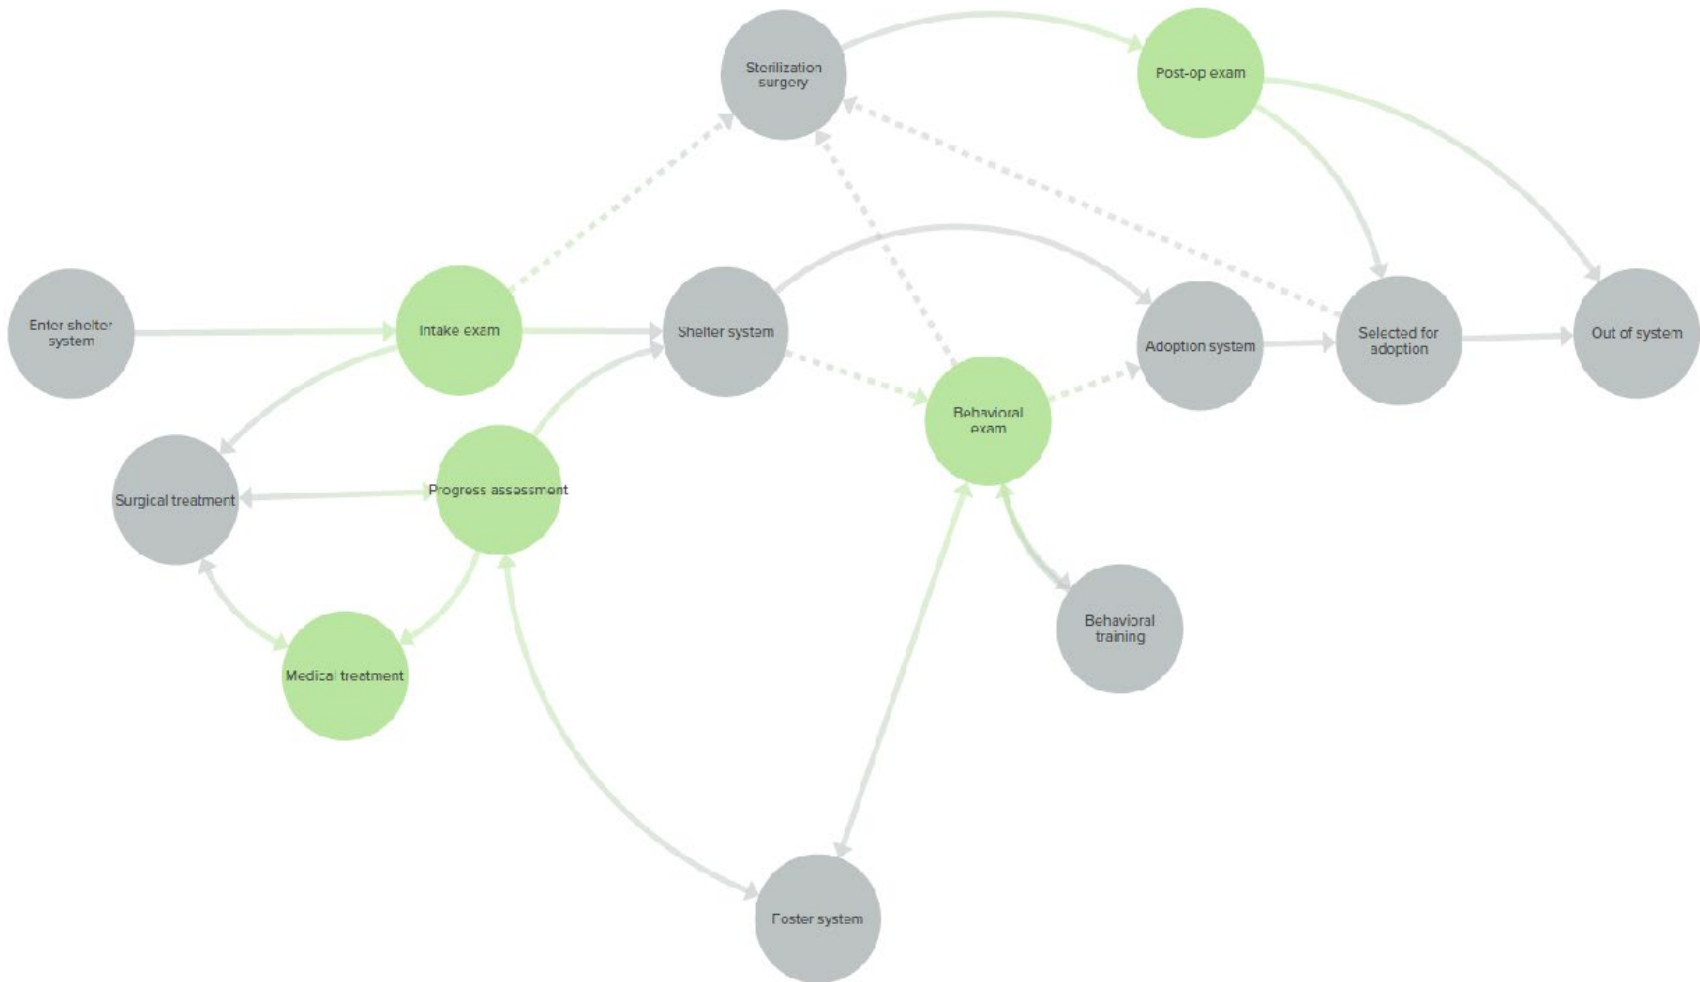 Sterilization
surgery
Post-op exam
Enter shelter
system
Intake exam
Shelter system
Adoption system
Selected for
adoption
Out of system
Behavioral
exam
Surgical treatment
Progress assessment
Behavioral
training
Medical treatment
Foster system